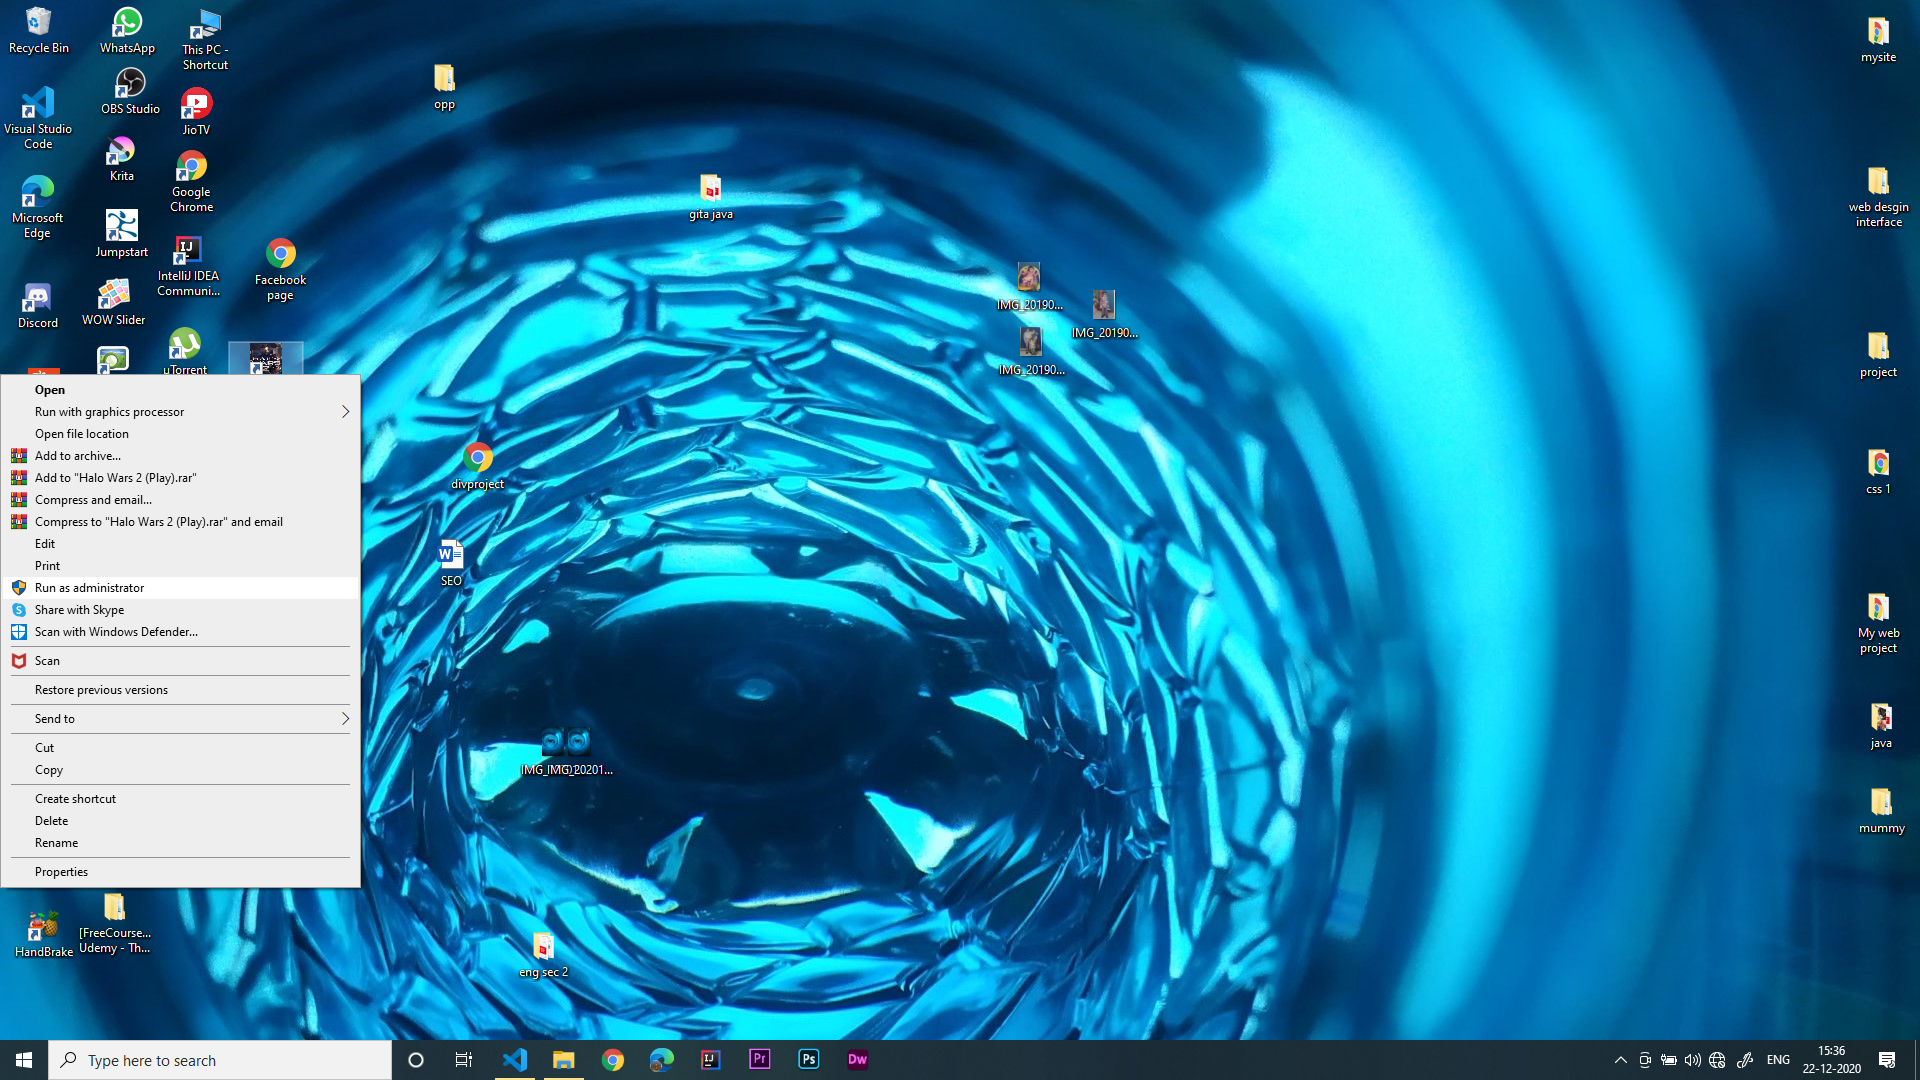 Recycle Bin
WhatsApp
This PC -
Shortcut
OBS Studio
JioTV
Visual Studio
Code
Krita
Google
Chrome
Microsoft
Edge
Jumpstart
IntelliJ IDEA
Communi...
Facebook
page
Discord
WOW Slider
uTorrent
opp
gita java
IMG_20190...
IMG_20190...
IMG_20190...
divproject
SEO
W
IJ
Open
Run with graphics processor
Open file location
Add to archive...
Add to "Halo Wars 2 (Play).rar"
Compress and email...
Compress to "Halo Wars 2 (Play).rar" and email
Edit
Print
Run as administrator
Share with Skype
Scan with Windows Defender...
Scan
Restore previous versions
Send to
Cut
Copy
Create shortcut
Delete
Rename
Properties
IMG_20201...
HandBrake
[FreeCourse...
Udemy - Th...
eng sec 2
mysite
web desgin
interface
project
css 1
My web
project
java
mummy
Type here to search
IJ
Pr
Ps
Dw
ENG
15:36
22-12-2020